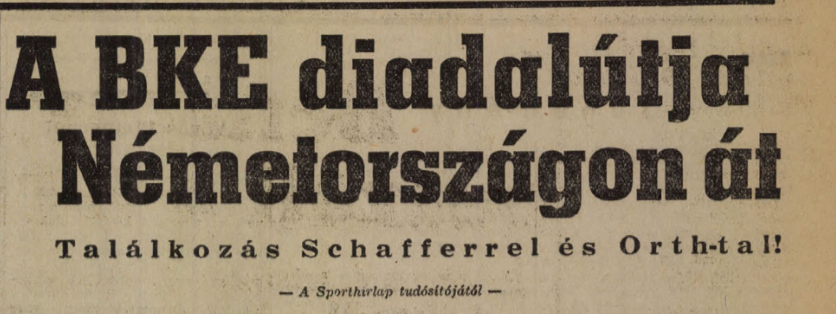 A BKE diadalútja
Németországon át
Találkozás Schafferrel és Orth-tal!
— A Sporthirlap tudósítójától —